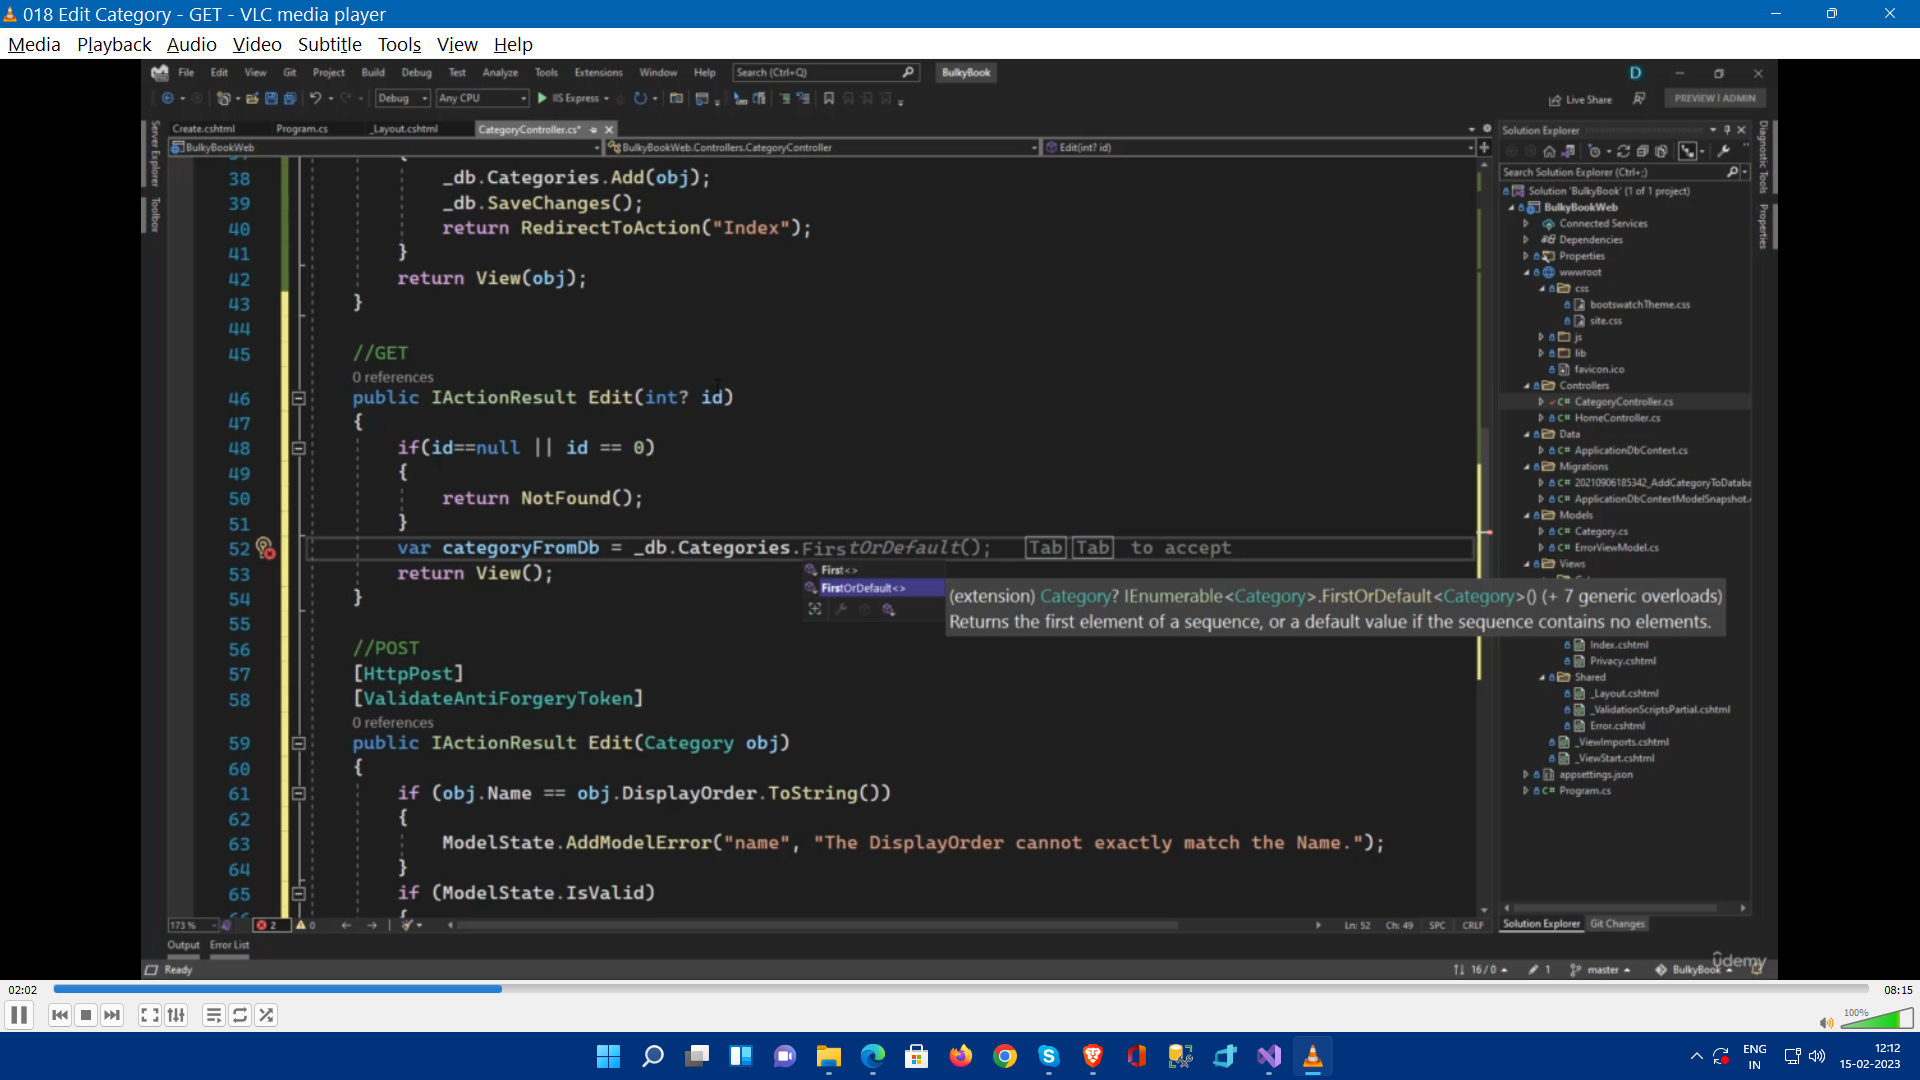 018 Edit Category - GET - VLC media player
Media Playback Audio Video Subtitle Tools View Help
File Edit View Git Project Build Debug Test Analyze Tools Extensions Window Help Search (Ctrl+Q) BulkyBook D
Debug Any CPU IIS Express Live Share PREVIEW | ADMIN
Create.cshtml Program.cs _Layout.cshtml CategoryController.cs*
BulkyBookWeb BulkyBookWeb.Controllers.CategoryController Edit(int? id)
Server Explorer
Toolbox
38 _db.Categories.Add(obj);
39 _db.SaveChanges();
40 return RedirectToAction("Index");
41 }
42 return View(obj);
43 }
44
45 //GET
0 references
46 public IActionResult Edit(int? id)
47 {
48 if(id==null || id == 0)
49 {
50 return NotFound();
51 }
52 var categoryFromDb = _db.Categories.FirstOrDefault(); Tab Tab to accept
First<>
FirstOrDefault<>
(extension) Category? IEnumerable<Category>.FirstOrDefault<Category>() (+ 7 generic overloads)
Returns the first element of a sequence, or a default value if the sequence contains no elements.
53 return View();
54 }
55
56 //POST
57 [HttpPost]
58 [ValidateAntiForgeryToken]
0 references
59 public IActionResult Edit(Category obj)
60 {
61 if (obj.Name == obj.DisplayOrder.ToString())
62 {
63 ModelState.AddModelError("name", "The DisplayOrder cannot exactly match the Name.");
64 }
65 if (ModelState.IsValid)
173 % 2 0 Ln: 52 Ch: 49 SPC CRLF
Output Error List
Ready 16 / 0 1 master BulkyBook
Solution Explorer
Search Solution Explorer (Ctrl+;)
Solution 'BulkyBook' (1 of 1 project)
BulkyBookWeb
Connected Services
Dependencies
Properties
wwwroot
css
bootswatchTheme.css
site.css
js
lib
favicon.ico
Controllers
C# CategoryController.cs
C# HomeController.cs
Data
C# ApplicationDbContext.cs
Migrations
C# 20210906185342_AddCategoryToDataba
C# ApplicationDbContextModelSnapshot.
Models
C# Category.cs
C# ErrorViewModel.cs
Views
Index.cshtml
Privacy.cshtml
Shared
_Layout.cshtml
_ValidationScriptsPartial.cshtml
Error.cshtml
_ViewImports.cshtml
_ViewStart.cshtml
appsettings.json
C# Program.cs
Solution Explorer Git Changes
Diagnostic Tools
Properties
udemy
02:02 08:15
100%
ENG
IN
12:12
15-02-2023